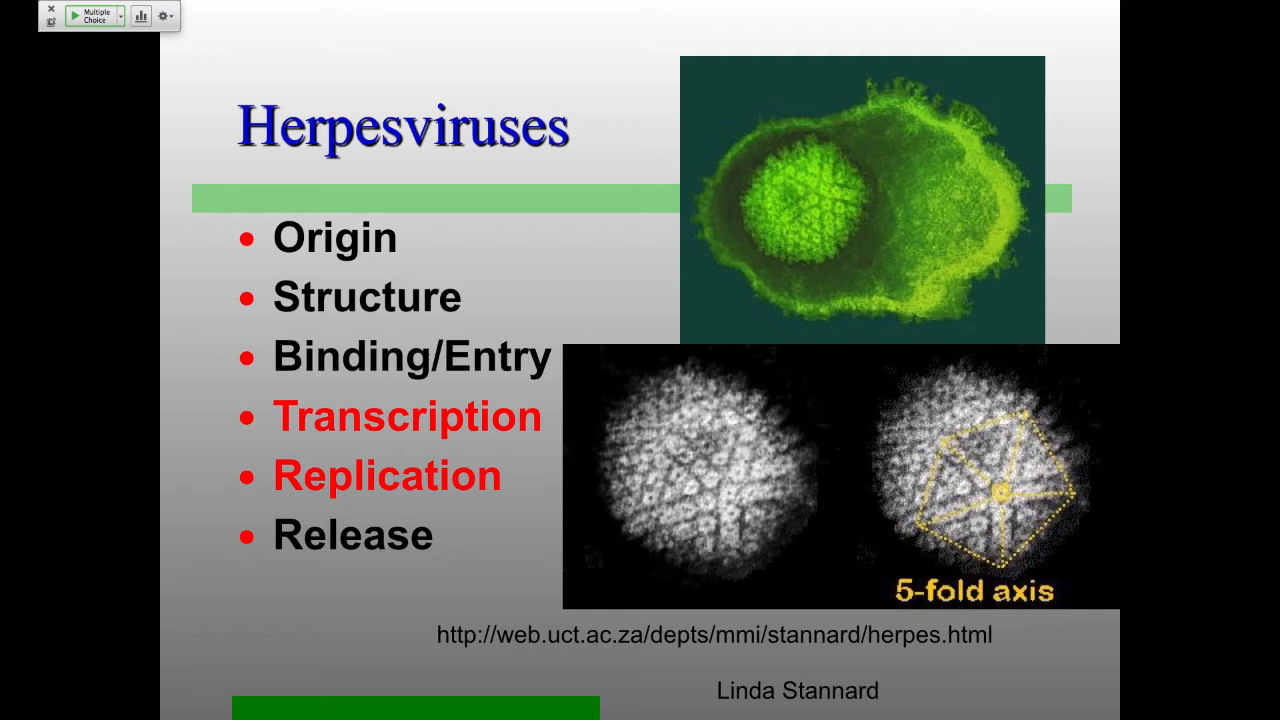 Multiple
Choice
Herpesviruses
Origin
Structure
Binding/Entry
Transcription
Replication
Release
5-fold axis
http://web.uct.ac.za/depts/mmi/stannard/herpes.html
Linda Stannard